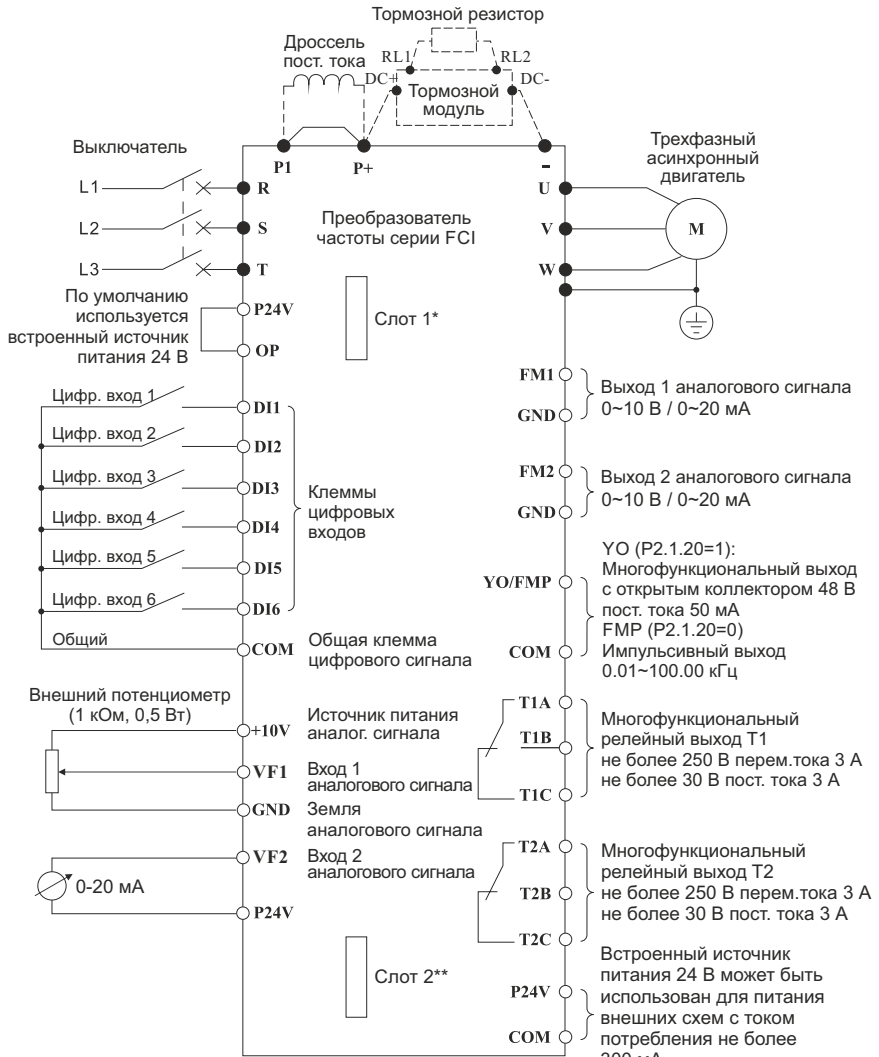 Тормозной резистор
Дроссель
пост. тока
RL1
RL2
DC+
DC-
Тормозной
модуль
Выключатель
P1
P+
-
Трехфазный
асинхронный
двигатель
L1
R
U
L2
S
V
M
L3
T
W
Преобразователь
частоты серии FCI
По умолчанию
используется
встроенный источник
питания 24 В
P24V
OP
Слот 1*
Цифр. вход 1
DI1
Цифр. вход 2
DI2
Цифр. вход 3
DI3
Цифр. вход 4
DI4
Цифр. вход 5
DI5
Цифр. вход 6
DI6
Клеммы
цифровых
входов
Общий
COM
Общая клемма
цифрового сигнала
Внешний потенциометр
(1 кОм, 0,5 Вт)
+10V
Источник питания
аналог. сигнала
VF1
Вход 1
аналогового сигнала
GND
Земля
аналогового сигнала
VF2
Вход 2
аналогового сигнала
0-20 мА
P24V
Слот 2**
FM1
GND
Выход 1 аналогового сигнала
0~10 В / 0~20 мА
FM2
GND
Выход 2 аналогового сигнала
0~10 В / 0~20 мА
YO/FMP
COM
YO (P2.1.20=1):
Многофункциональный выход
с открытым коллектором 48 В
пост. тока 50 мА
FMP (P2.1.20=0)
Импульсивный выход
0.01~100.00 кГц
T1A
T1B
T1C
Многофункциональный
релейный выход T1
не более 250 В перем.тока 3 А
не более 30 В пост. тока 3 А
T2A
T2B
T2C
Многофункциональный
релейный выход T2
не более 250 В перем.тока 3 А
не более 30 В пост. тока 3 А
P24V
COM
Встроенный источник
питания 24 В может быть
использован для питания
внешних схем с током
потребления не более